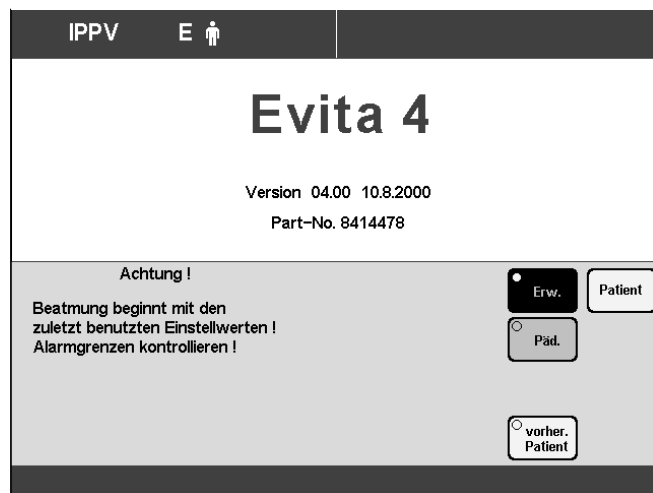 IPPV E
Evita 4
Version 04.00 10.8.2000
Part-No. 8414478
Achtung !
Beatmung beginnt mit den
zuletzt benutzten Einstellwerten !
Alarmgrenzen kontrollieren !
Erw.
Patient
Päd.
vorher.
Patient